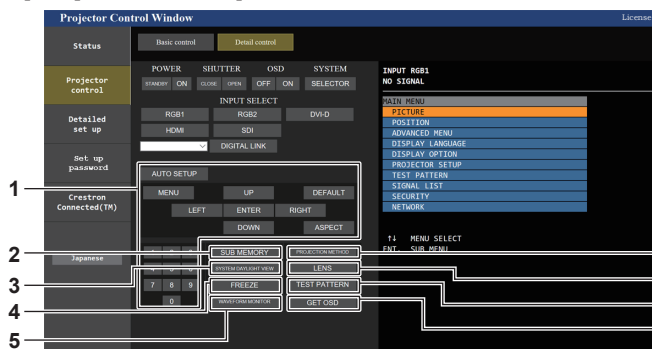 Projector Control Window
License
Status
Projector
control
Detailed
set up
Set up
password
Crestron
Connected(TM)
Japanese
Basic control
Detail control
POWER SHUTTER OSD SYSTEM
STANDBY ON CLOSE OPEN OFF ON SELECTOR
INPUT SELECT
RGB1 RGB2 DVI-D
HDMI SDI
DIGITAL LINK
AUTO SETUP
MENU UP DEFAULT
LEFT ENTER RIGHT
DOWN ASPECT
SUB MEMORY PROJECTION METHOD
SYSTEM DAYLIGHT VIEW LENS
7 8 9 FREEZE TEST PATTERN
0 WAVEFORM MONITOR GET OSD
INPUT RGB1
NO SIGNAL
MAIN MENU
PICTURE
POSITION
ADVANCED MENU
DISPLAY LANGUAGE
DISPLAY OPTION
PROJECTOR SETUP
TEST PATTERN
SIGNAL LIST
SECURITY
NETWORK
↑↓ MENU SELECT
ENT. SUB MENU
1
2
3
4
5